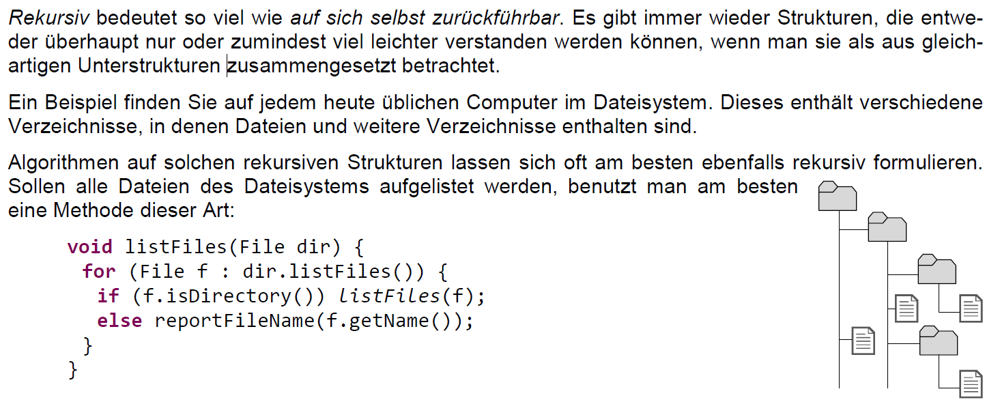 Rekursiv bedeutet so viel wie auf sich selbst zurückführbar. Es gibt immer wieder Strukturen, die entwe-
der überhaupt nur oder zumindest viel leichter verstanden werden können, wenn man sie als aus gleich-
artigen Unterstrukturen zusammengesetzt betrachtet.
Ein Beispiel finden Sie auf jedem heute üblichen Computer im Dateisystem. Dieses enthält verschiedene
Verzeichnisse, in denen Dateien und weitere Verzeichnisse enthalten sind.
Algorithmen auf solchen rekursiven Strukturen lassen sich oft am besten ebenfalls rekursiv formulieren.
Sollen alle Dateien des Dateisystems aufgelistet werden, benutzt man am besten
eine Methode dieser Art:
void listFiles(File dir) {
for (File f : dir.listFiles()) {
if (f.isDirectory()) listFiles(f);
else reportFileName(f.getName());
}
}